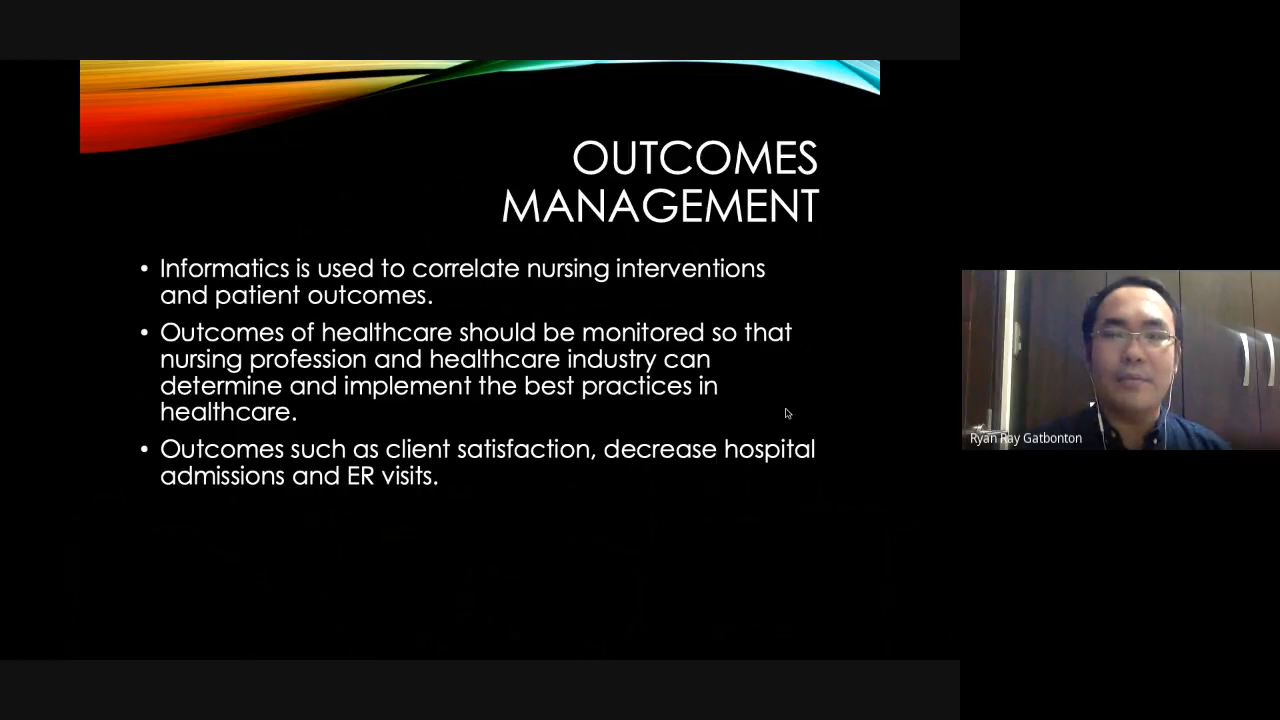 OUTCOMES
MANAGEMENT
• Informatics is used to correlate nursing interventions
and patient outcomes.
• Outcomes of healthcare should be monitored so that
nursing profession and healthcare industry can
determine and implement the best practices in
healthcare.
• Outcomes such as client satisfaction, decrease hospital
admissions and ER visits.
Ryan Ray Gatbonton